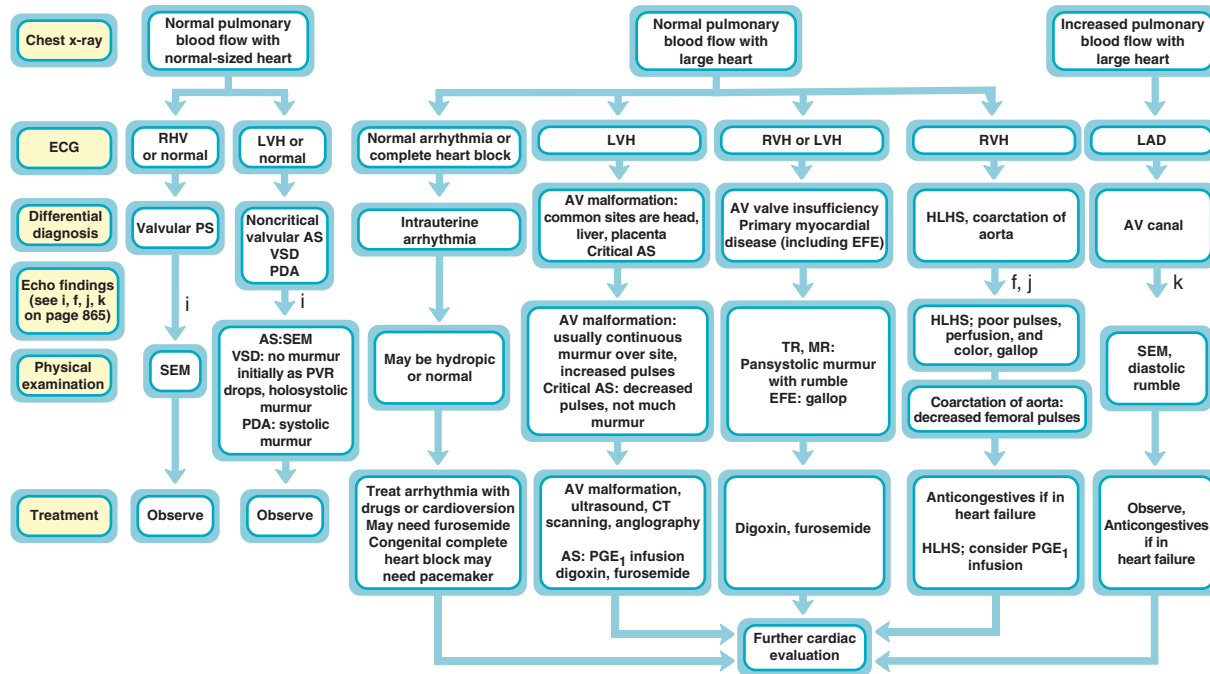 Chest x-ray
Normal pulmonary
blood flow with
normal-sized heart
Normal pulmonary
blood flow with
large heart
Increased pulmonary
blood flow with
large heart
ECG
RHV
or normal
LVH or
normal
Normal arrhythmia or
complete heart block
LVH
RVH or LVH
RVH
LAD
Differential
diagnosis
Valvular PS
Noncritical
valvular AS
VSD
PDA
Intrauterine
arrhythmia
AV malformation:
common sites are head,
liver, placenta
Critical AS
AV valve insufficiency
Primary myocardial
disease (including EFE)
HLHS, coarctation of
aorta
AV canal
Echo findings
(see i, f, j, k
on page 865)
i
i
f, j
k
Physical
examination
SEM
AS:SEM
VSD: no murmur
initially as PVR
drops, holosystolic
murmur
PDA: systolic
murmur
May be hydropic
or normal
AV malformation:
usually continuous
murmur over site,
increased pulses
Critical AS: decreased
pulses, not much
murmur
TR, MR:
Pansystolic murmur
with rumble
EFE: gallop
HLHS; poor pulses,
perfusion, and
color, gallop
Coarctation of aorta:
decreased femoral pulses
SEM,
diastolic
rumble
Treatment
Observe
Observe
Treat arrhythmia with
drugs or cardioversion
May need furosemide
Congenital complete
heart block may
need pacemaker
AV malformation,
ultrasound, CT
scanning, anglography
AS: PGE1 infusion
digoxin, furosemide
Digoxin, furosemide
Anticongestives if in
heart failure
HLHS; consider PGE1
infusion
Observe,
Anticongestives
if in
heart failure
Further cardiac
evaluation